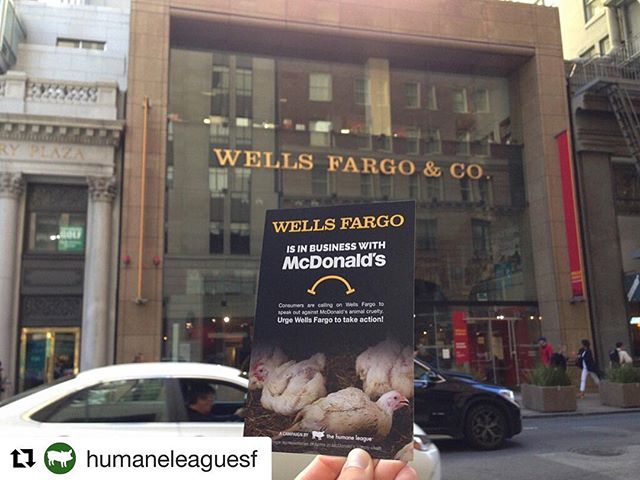 RY PLAZA
WELLS FARGO & CO.
WELLS FARGO
IS IN BUSINESS WITH
McDonald's
Consumers are calling on Wells Fargo to
speak out against McDonald's animal cruelty.
Urge Wells Fargo to take action!
A CAMPAIGN BY the humane league
humaneleaguesf